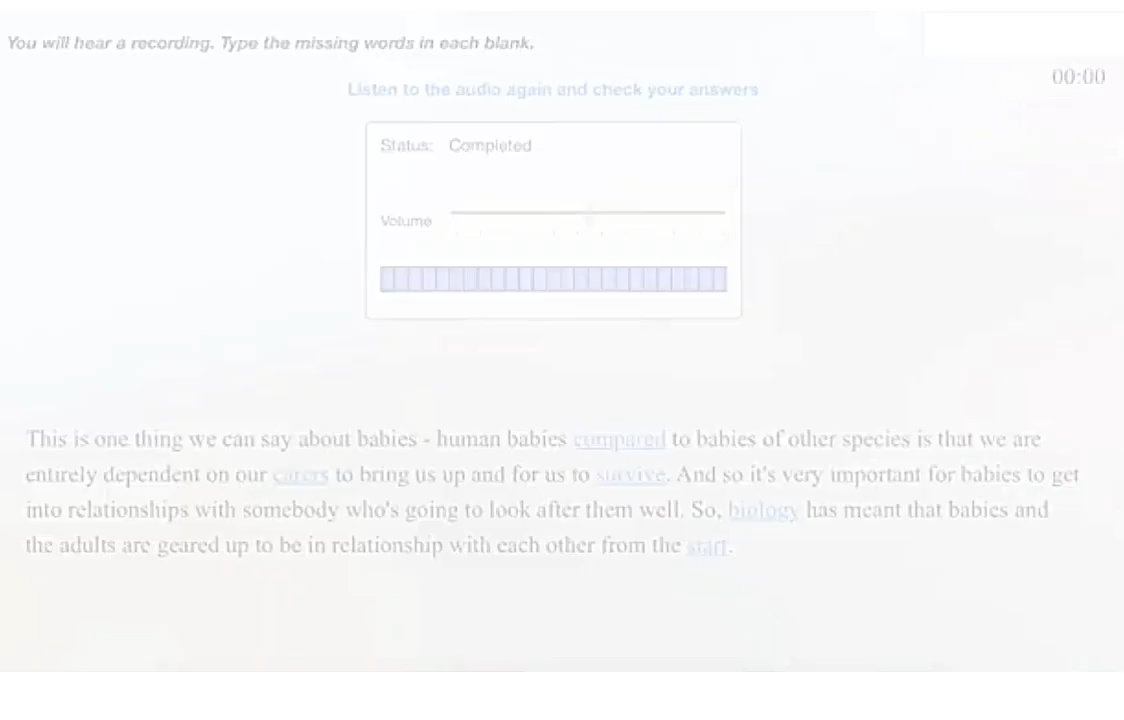 You will hear a recording. Type the missing words in each blank.
00:00
Listen to the audio again and check your answers
Status: Completed
Volume
This is one thing we can say about babies - human babies compared to babies of other species is that we are
entirely dependent on our carers to bring us up and for us to survive. And so it's very important for babies to get
into relationships with somebody who's going to look after them well. So, biology has meant that babies and
the adults are geared up to be in relationship with each other from the start.